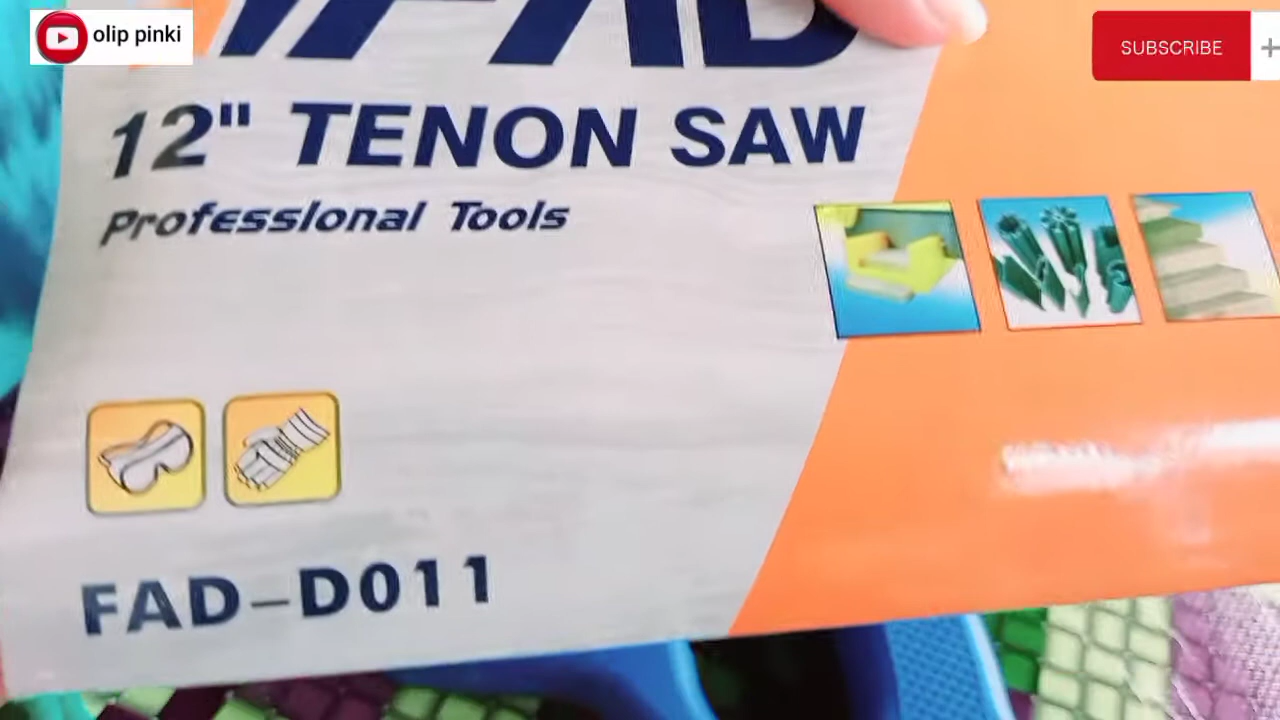 olip pinki
SUBSCRIBE
12" TENON SAW
Professional Tools
FAD-D011